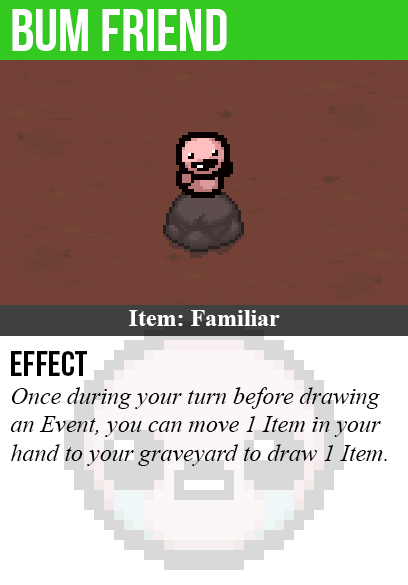 BUM FRIEND
Item: Familiar
EFFECT
Once during your turn before drawing
an Event, you can move 1 Item in your
hand to your graveyard to draw 1 Item.